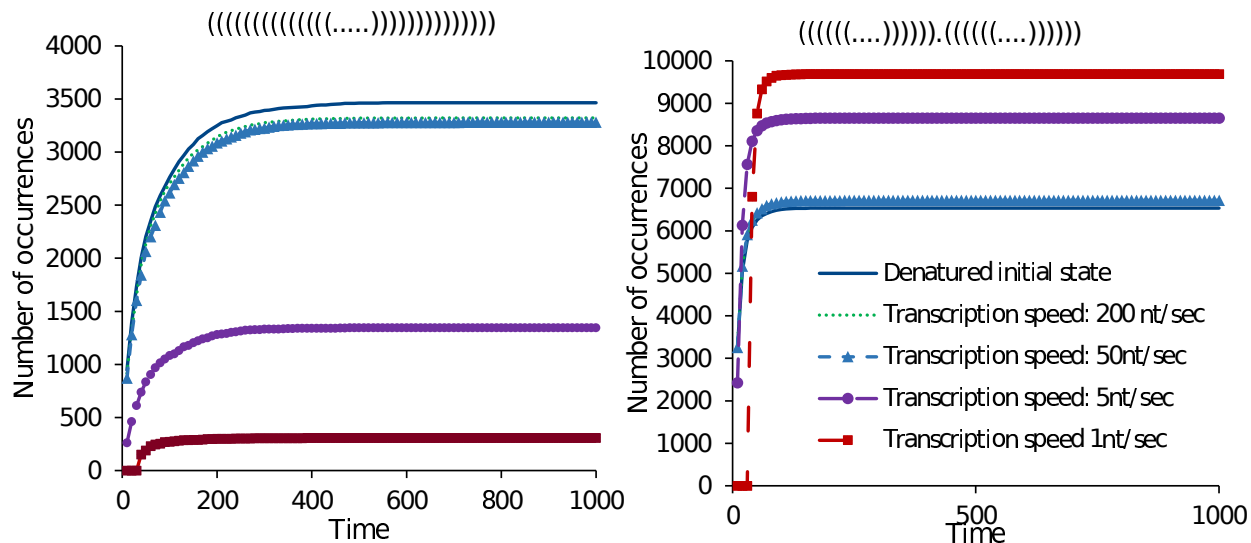 ((((((((((((((.....))))))))))))))
4000
3500
3000
2500
2000
1500
1000
500
0
Number of occurrences
0 200 400 600 800 1000
Time
((((((....)))))).((((((....))))))
10000
9000
8000
7000
6000
5000
4000
3000
2000
1000
0
Number of occurrences
Denatured initial state
Transcription speed: 200 nt/sec
Transcription speed: 50nt/sec
Transcription speed: 5nt/sec
Transcription speed 1nt/sec
0 500 1000
Time